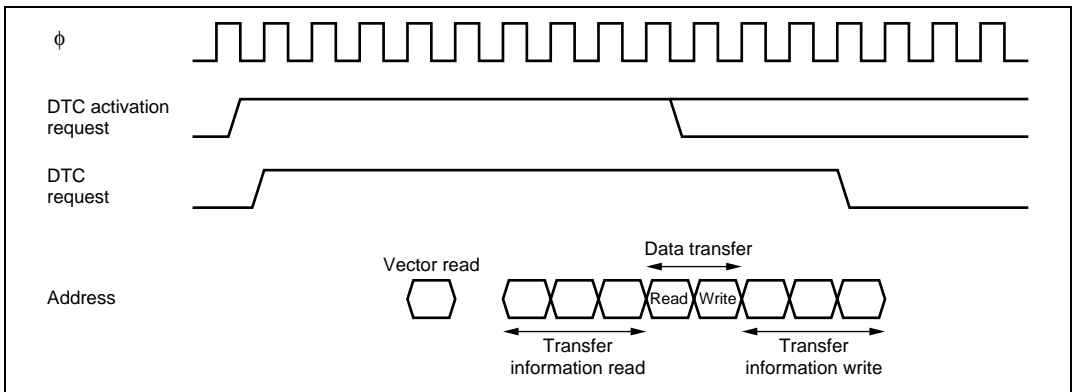 ϕ
DTC activation
request
DTC
request
Data transfer
Vector read
Address
Read Write
Transfer
information read
Transfer
information write